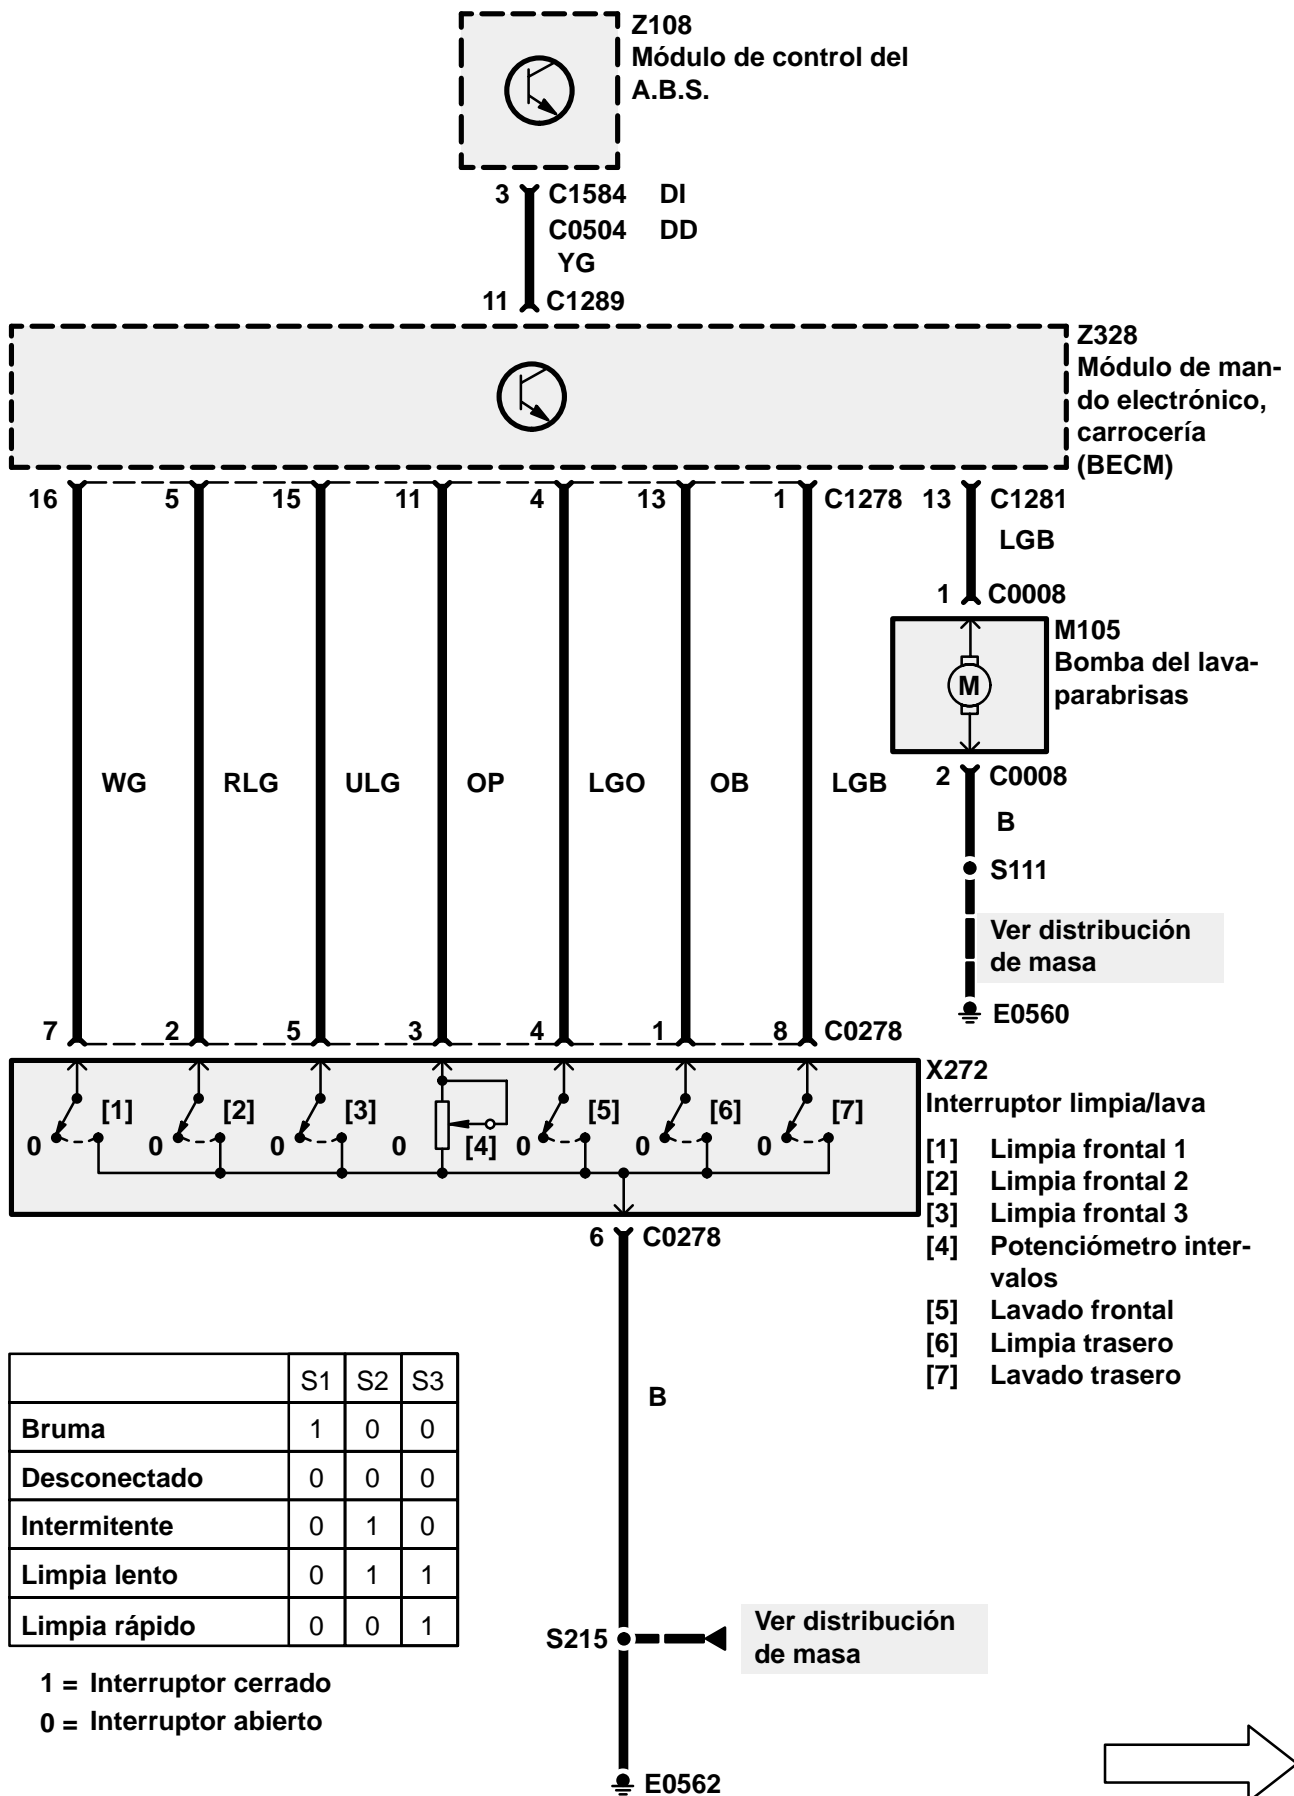 Z108
Módulo de control del
A.B.S.
3 C1584 DI
C0504 DD
YG
11 C1289
Z328
Módulo de man-
do electrónico,
carrocería
(BECM)
16 5 15 11 4 13 1 C1278 13 C1281
LGB
1 C0008
M105
Bomba del lava-
parabrisas
M
WG RLG ULG OP LGO OB LGB
2 C0008
B
S111
Ver distribución
de masa
E0560
7 2 5 3 4 1 8 C0278
X272
Interruptor limpia/lava
[1] [2] [3] [4] [5] [6] [7]
0 0 0 0 0 0 0
[1] Limpia frontal 1
[2] Limpia frontal 2
[3] Limpia frontal 3
[4] Potenciómetro inter-
valos
[5] Lavado frontal
[6] Limpia trasero
[7] Lavado trasero
6 C0278
B
S1 S2 S3
Bruma 1 0 0
Desconectado 0 0 0
Intermitente 0 1 0
Limpia lento 0 1 1
Limpia rápido 0 0 1
1 = Interruptor cerrado
0 = Interruptor abierto
S215
Ver distribución
de masa
E0562